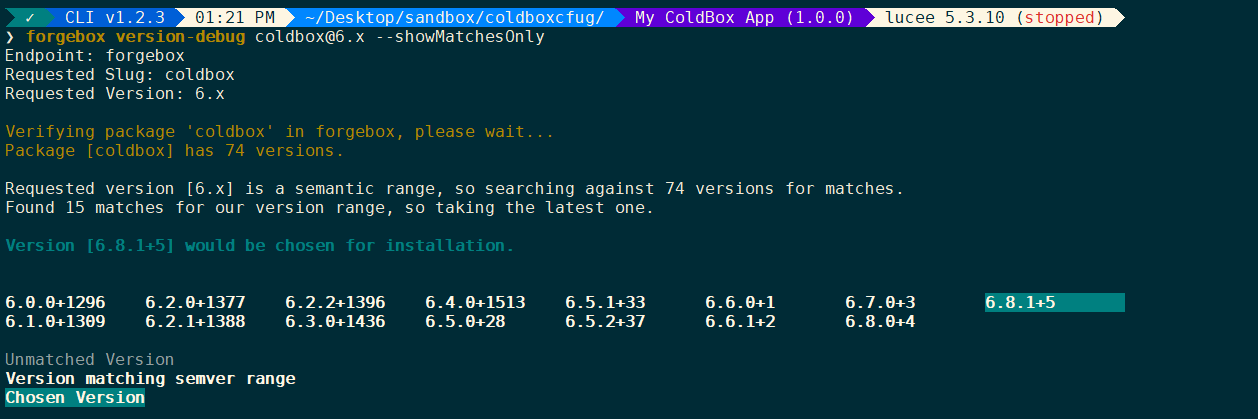 ✓ CLI v1.2.3 01:21 PM ~/Desktop/sandbox/coldboxcfug/ My ColdBox App (1.0.0) lucee 5.3.10 (stopped)
❯ forgebox version-debug coldbox@6.x --showMatchesOnly
Endpoint: forgebox
Requested Slug: coldbox
Requested Version: 6.x
Verifying package 'coldbox' in forgebox, please wait...
Package [coldbox] has 74 versions.
Requested version [6.x] is a semantic range, so searching against 74 versions for matches.
Found 15 matches for our version range, so taking the latest one.
Version [6.8.1+5] would be chosen for installation.
6.0.0+1296 6.2.0+1377 6.2.2+1396 6.4.0+1513 6.5.1+33 6.6.0+1 6.7.0+3 6.8.1+5
6.1.0+1309 6.2.1+1388 6.3.0+1436 6.5.0+28 6.5.2+37 6.6.1+2 6.8.0+4
Unmatched Version
Version matching semver range
Chosen Version